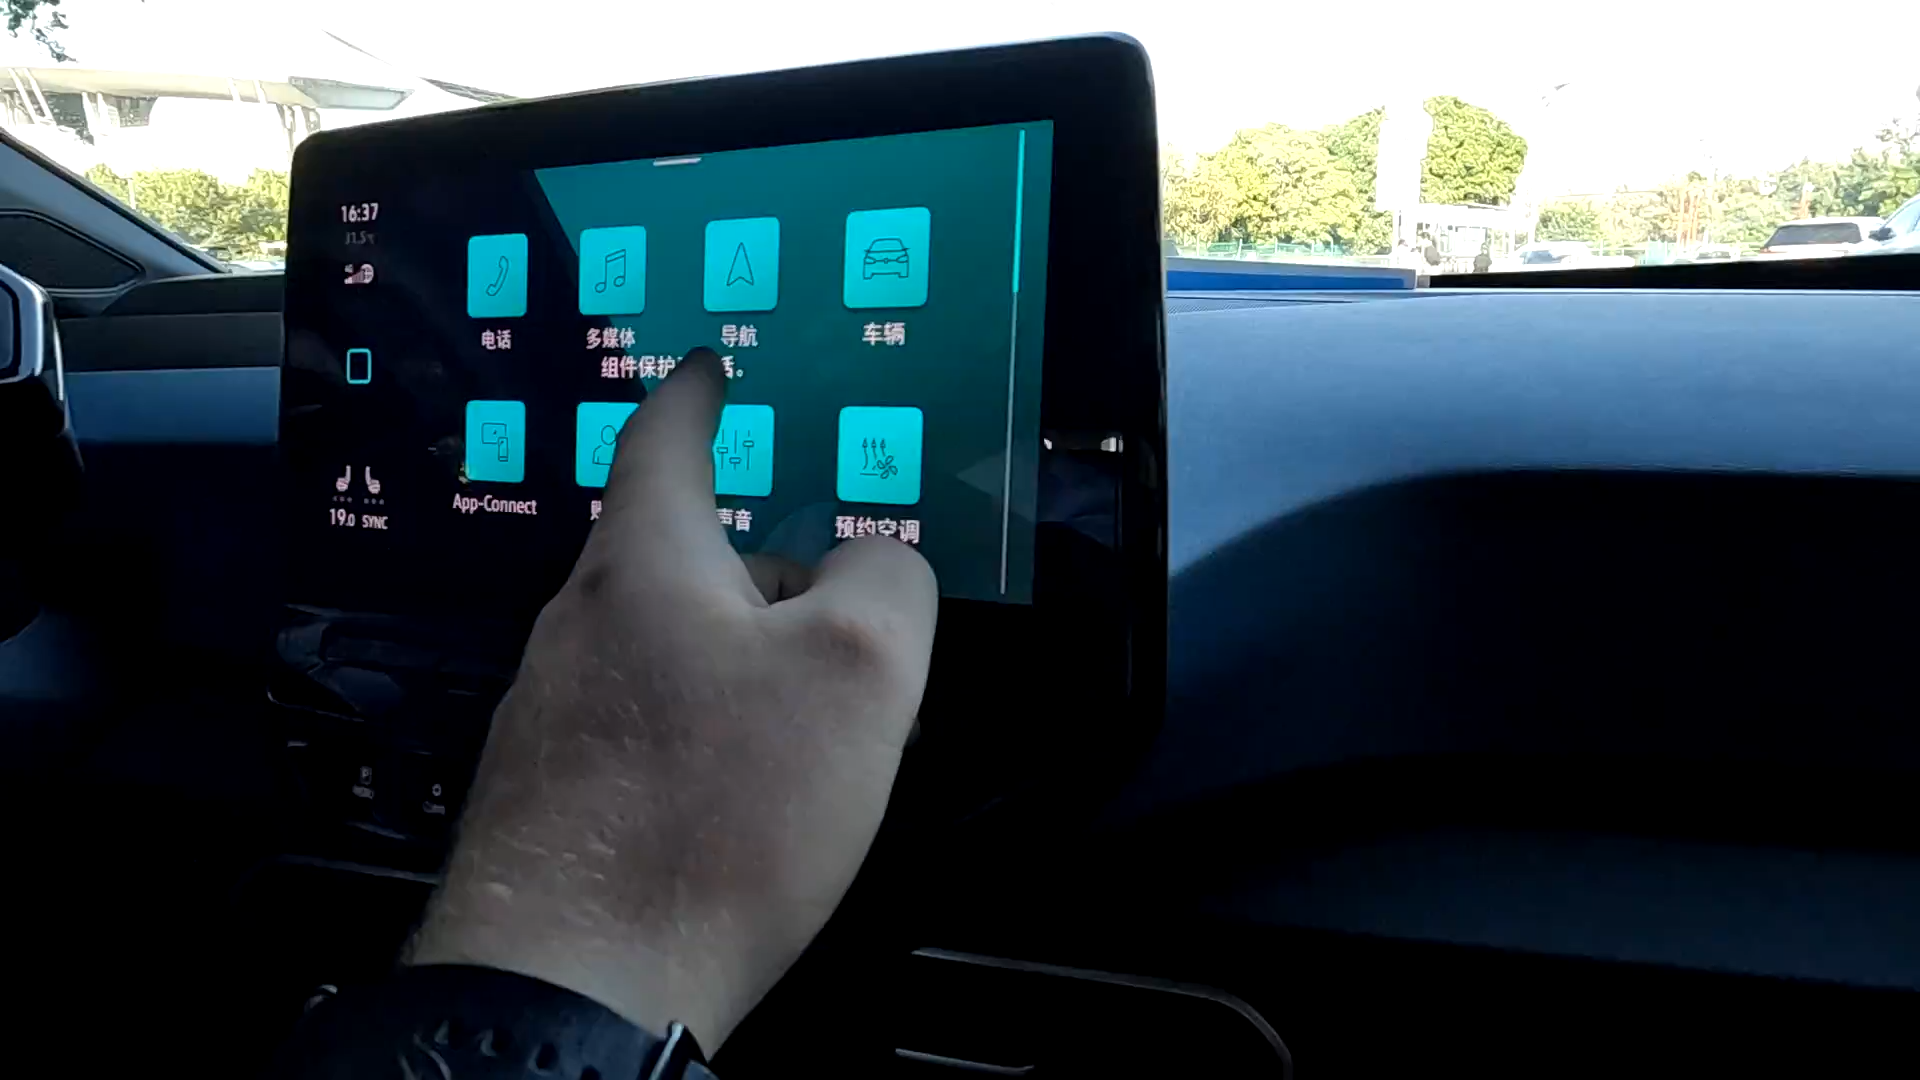 16:37
31.5℃
4G
电话
多媒体
导航
车辆
组件保护
App-Connect
声音
预约空调
19.0 SYNC
P